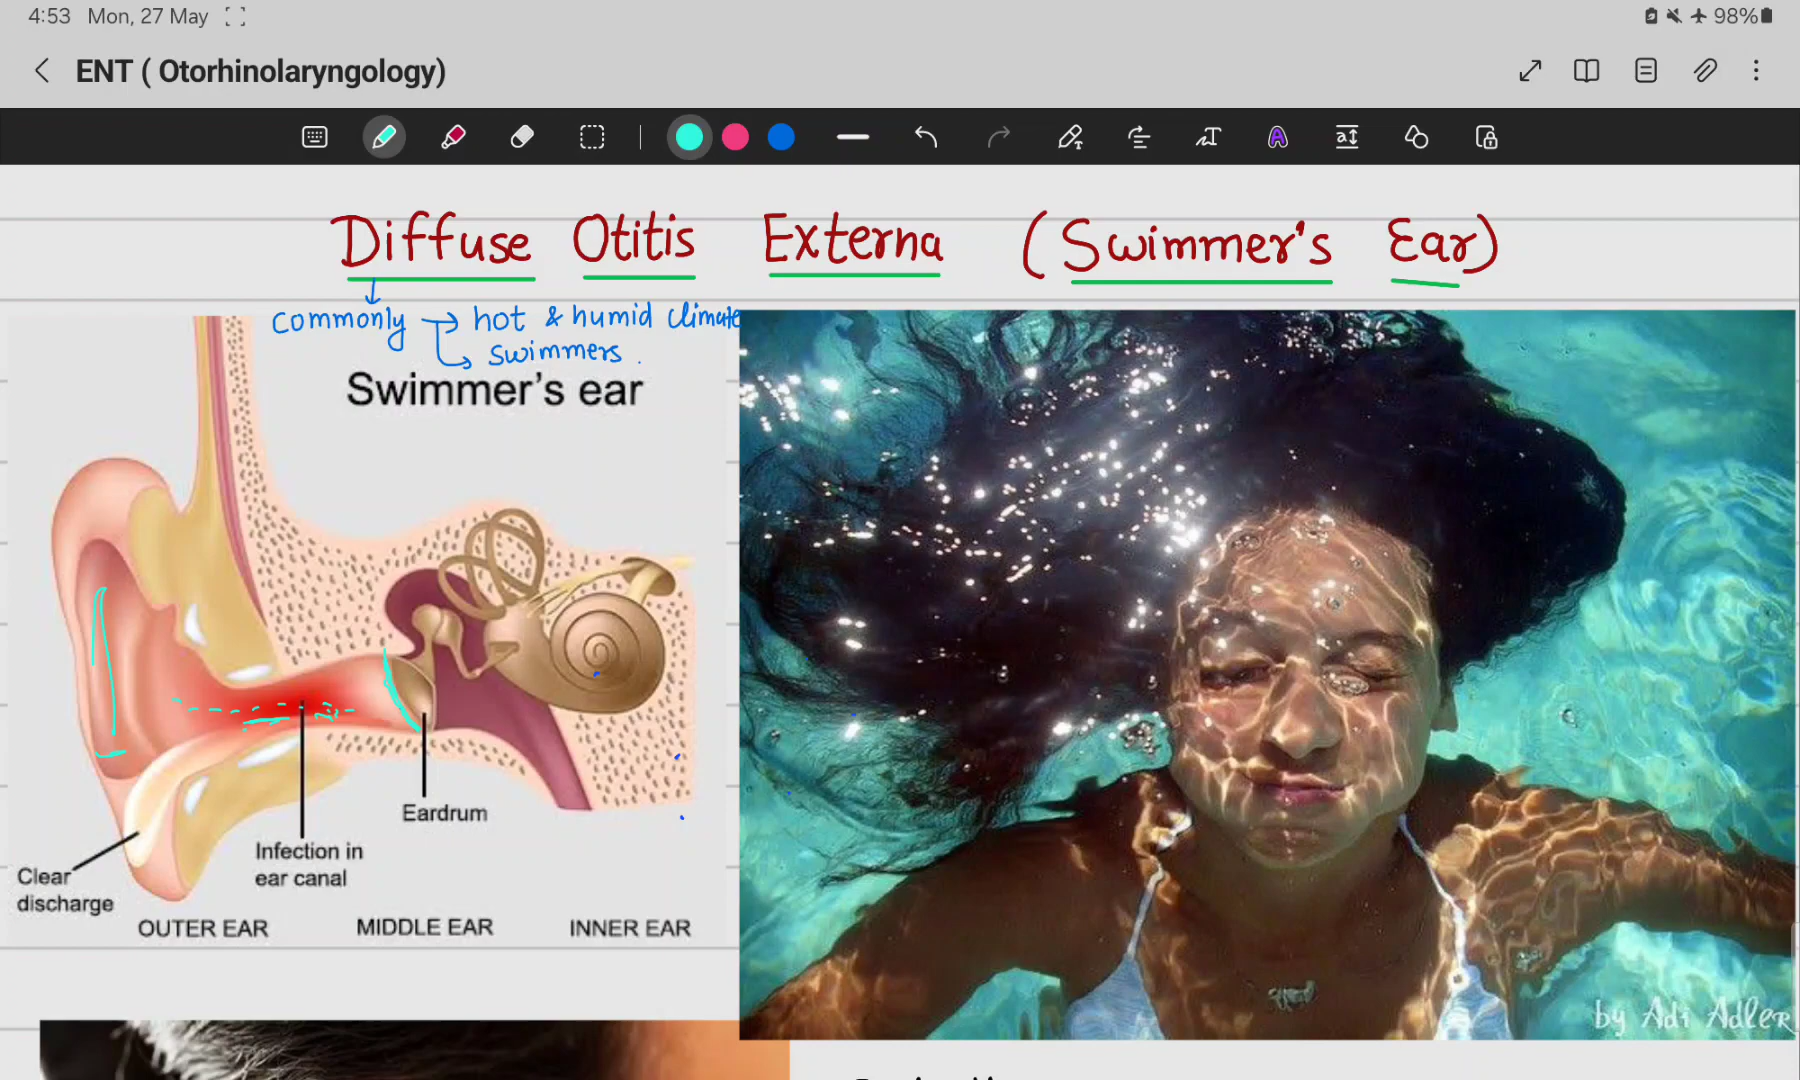 4:53 Mon, 27 May 98%
ENT ( Otorhinolaryngology)
Diffuse Otitis Externa (Swimmer's Ear)
commonly → hot & humid climate
swimmers .
Swimmer's ear
Eardrum
Infection in
ear canal
Clear
discharge
OUTER EAR MIDDLE EAR INNER EAR
by Adi Adler